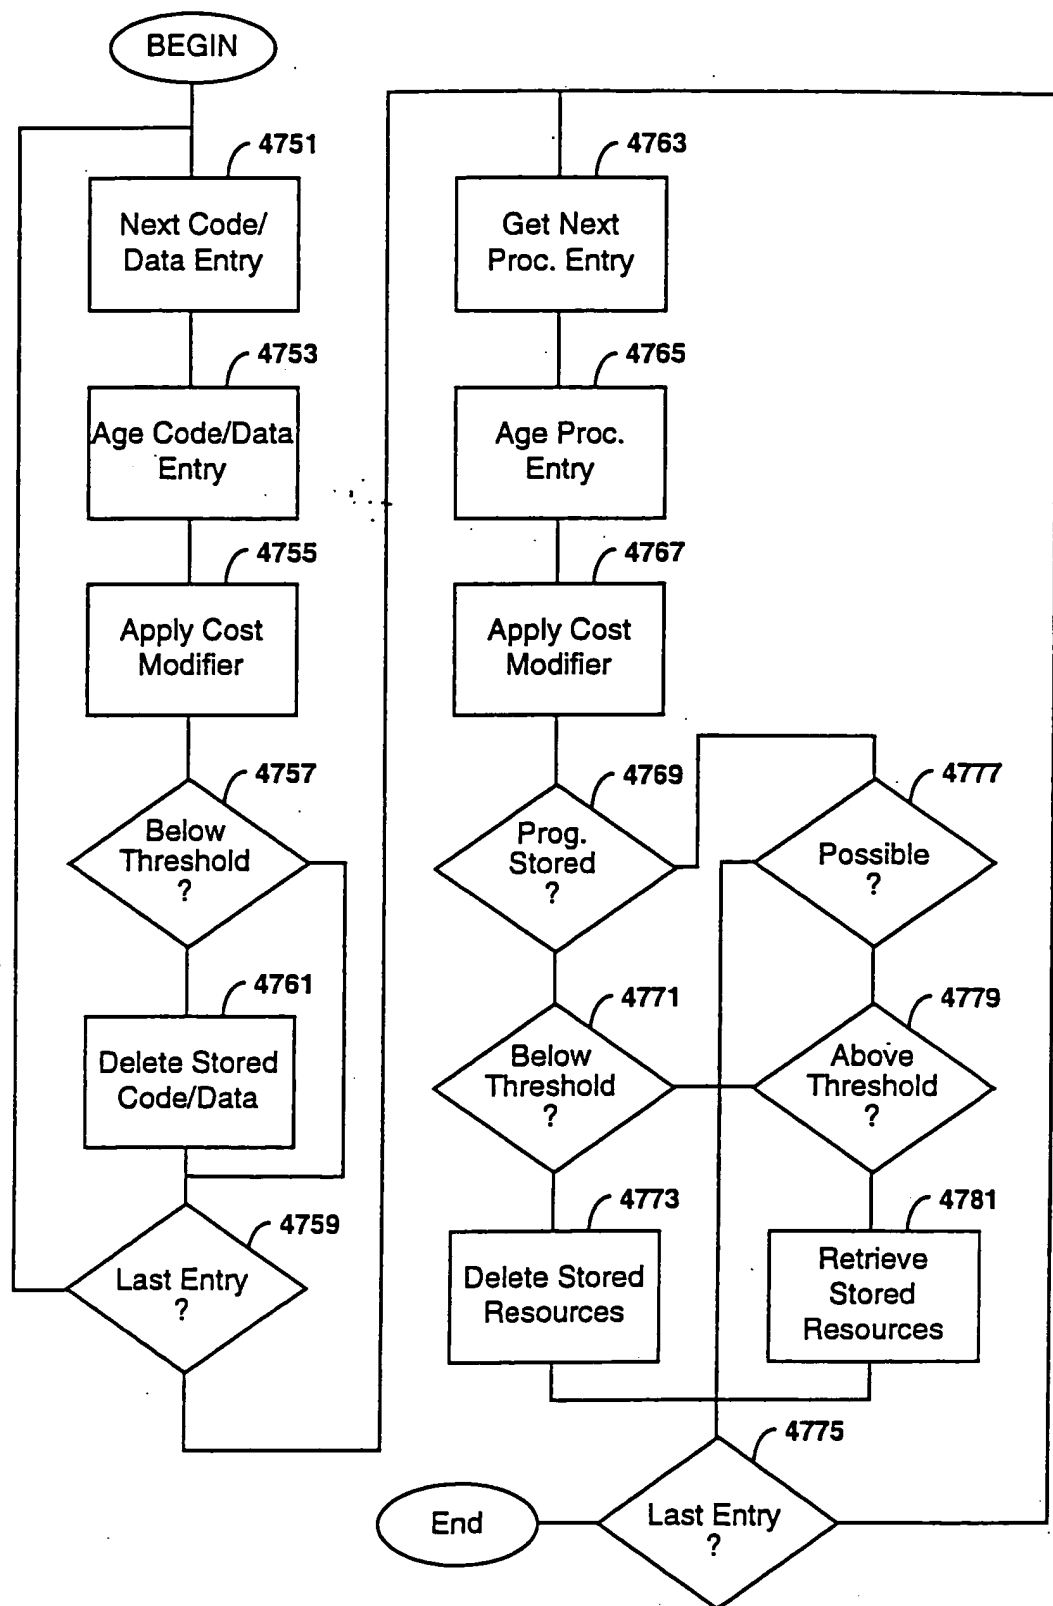 BEGIN
4751
Next Code/
Data Entry
4753
Age Code/Data
Entry
4755
Apply Cost
Modifier
4757
Below
Threshold
?
4761
Delete Stored
Code/Data
4759
Last Entry
?
4763
Get Next
Proc. Entry
4765
Age Proc.
Entry
4767
Apply Cost
Modifier
4769
Prog.
Stored
?
4771
Below
Threshold
?
4773
Delete Stored
Resources
4777
Possible
?
4779
Above
Threshold
?
4781
Retrieve
Stored
Resources
4775
Last Entry
?
End